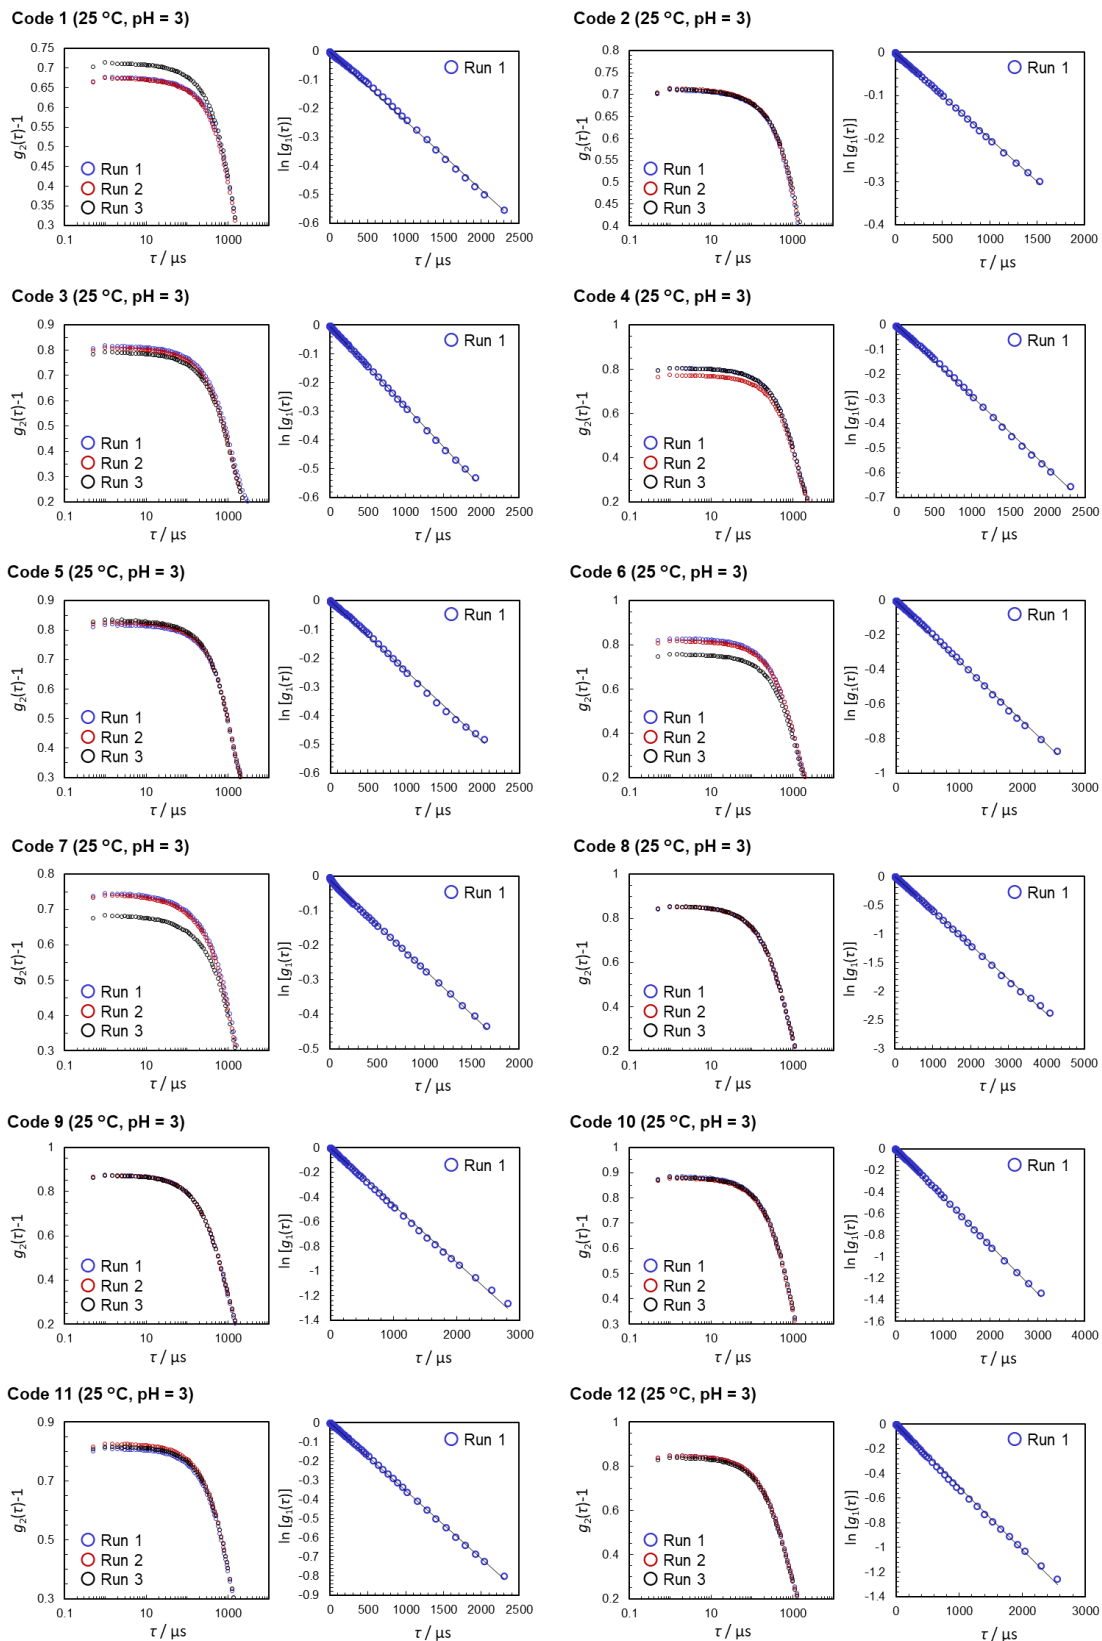 Code 1 (25 °C, pH = 3)
0.75
0.7
0.65
0.6
0.55
0.5
0.45
0.4
0.35
0.3
0.1
10
1000
g₂(τ)-1
τ / µs
Run 1
Run 2
Run 3
0
-0.1
-0.2
-0.3
-0.4
-0.5
-0.6
0
500
1000
1500
2000
2500
ln [g₁(τ)]
τ / µs
Run 1
Code 2 (25 °C, pH = 3)
0.8
0.75
0.7
0.65
0.6
0.55
0.5
0.45
0.4
0.1
10
1000
g₂(τ)-1
τ / µs
Run 1
Run 2
Run 3
0
-0.1
-0.2
-0.3
-0.4
0
500
1000
1500
2000
ln [g₁(τ)]
τ / µs
Run 1
Code 3 (25 °C, pH = 3)
0.9
0.8
0.7
0.6
0.5
0.4
0.3
0.2
0.1
10
1000
g₂(τ)-1
τ / µs
Run 1
Run 2
Run 3
0
-0.1
-0.2
-0.3
-0.4
-0.5
-0.6
0
500
1000
1500
2000
2500
ln [g₁(τ)]
τ / µs
Run 1
Code 4 (25 °C, pH = 3)
1
0.8
0.6
0.4
0.2
0.1
10
1000
g₂(τ)-1
τ / µs
Run 1
Run 2
Run 3
0
-0.1
-0.2
-0.3
-0.4
-0.5
-0.6
-0.7
0
500
1000
1500
2000
2500
ln [g₁(τ)]
τ / µs
Run 1
Code 5 (25 °C, pH = 3)
0.9
0.8
0.7
0.6
0.5
0.4
0.3
0.1
10
1000
g₂(τ)-1
τ / µs
Run 1
Run 2
Run 3
0
-0.1
-0.2
-0.3
-0.4
-0.5
-0.6
0
500
1000
1500
2000
2500
ln [g₁(τ)]
τ / µs
Run 1
Code 6 (25 °C, pH = 3)
1
0.8
0.6
0.4
0.2
0.1
10
1000
g₂(τ)-1
τ / µs
Run 1
Run 2
Run 3
0
-0.2
-0.4
-0.6
-0.8
-1
0
1000
2000
3000
ln [g₁(τ)]
τ / µs
Run 1
Code 7 (25 °C, pH = 3)
0.8
0.7
0.6
0.5
0.4
0.3
0.1
10
1000
g₂(τ)-1
τ / µs
Run 1
Run 2
Run 3
0
-0.1
-0.2
-0.3
-0.4
-0.5
0
500
1000
1500
2000
ln [g₁(τ)]
τ / µs
Run 1
Code 8 (25 °C, pH = 3)
1
0.8
0.6
0.4
0.2
0.1
10
1000
g₂(τ)-1
τ / µs
Run 1
Run 2
Run 3
0
-0.5
-1
-1.5
-2
-2.5
-3
0
1000
2000
3000
4000
5000
ln [g₁(τ)]
τ / µs
Run 1
Code 9 (25 °C, pH = 3)
1
0.8
0.6
0.4
0.2
0.1
10
1000
g₂(τ)-1
τ / µs
Run 1
Run 2
Run 3
0
-0.2
-0.4
-0.6
-0.8
-1
-1.2
-1.4
0
1000
2000
3000
ln [g₁(τ)]
τ / µs
Run 1
Code 10 (25 °C, pH = 3)
1
0.9
0.8
0.7
0.6
0.5
0.4
0.3
0.1
10
1000
g₂(τ)-1
τ / µs
Run 1
Run 2
Run 3
0
-0.2
-0.4
-0.6
-0.8
-1
-1.2
-1.4
-1.6
0
1000
2000
3000
4000
ln [g₁(τ)]
τ / µs
Run 1
Code 11 (25 °C, pH = 3)
0.9
0.7
0.5
0.3
0.1
10
1000
g₂(τ)-1
τ / µs
Run 1
Run 2
Run 3
0
-0.1
-0.2
-0.3
-0.4
-0.5
-0.6
-0.7
-0.8
-0.9
0
500
1000
1500
2000
2500
ln [g₁(τ)]
τ / µs
Run 1
Code 12 (25 °C, pH = 3)
1
0.8
0.6
0.4
0.2
0.1
10
1000
g₂(τ)-1
τ / µs
Run 1
Run 2
Run 3
0
-0.2
-0.4
-0.6
-0.8
-1
-1.2
-1.4
0
1000
2000
3000
ln [g₁(τ)]
τ / µs
Run 1